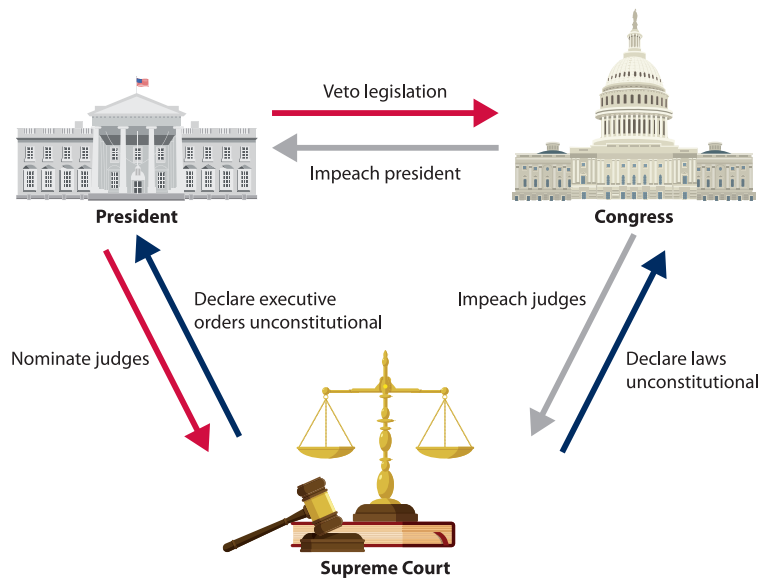 Veto legislation
Impeach president
President
Congress
Declare executive
orders unconstitutional
Impeach judges
Nominate judges
Declare laws
unconstitutional
Supreme Court